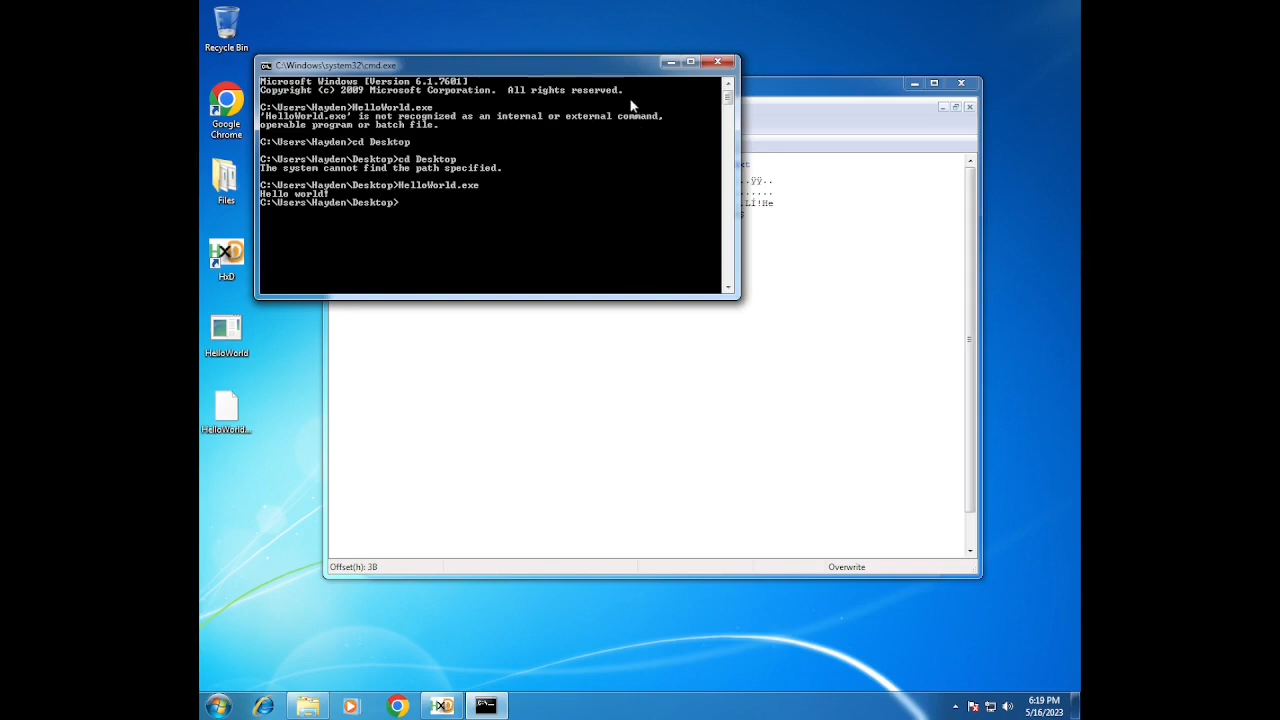 Recycle Bin
Google
Chrome
Files
HxD
HelloWorld
HelloWorld...
C:\Windows\system32\cmd.exe
Microsoft Windows [Version 6.1.7601]
Copyright (c) 2009 Microsoft Corporation.  All rights reserved.
C:\Users\Hayden>HelloWorld.exe
'HelloWorld.exe' is not recognized as an internal or external command,
operable program or batch file.
C:\Users\Hayden>cd Desktop
C:\Users\Hayden\Desktop>cd Desktop
The system cannot find the path specified.
C:\Users\Hayden\Desktop>HelloWorld.exe
Hello world!
C:\Users\Hayden\Desktop>
..ÿÿ..
......
.LÍ!He
Offset(h): 3B
Overwrite
6:19 PM
5/16/2023